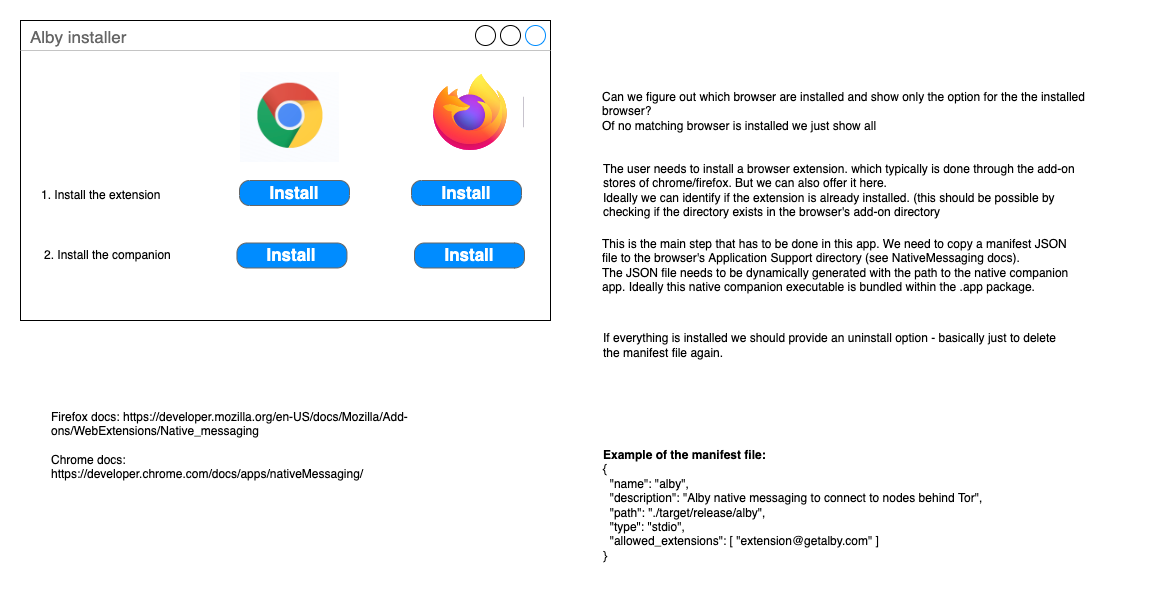 Alby installer
1. Install the extension
Install
Install
2. Install the companion
Install
Install
Can we figure out which browser are installed and show only the option for the the installed
browser?
Of no matching browser is installed we just show all
The user needs to install a browser extension. which typically is done through the add-on
stores of chrome/firefox. But we can also offer it here.
Ideally we can identify if the extension is already installed. (this should be possible by
checking if the directory exists in the browser's add-on directory
This is the main step that has to be done in this app. We need to copy a manifest JSON
file to the browser's Application Support directory (see NativeMessaging docs).
The JSON file needs to be dynamically generated with the path to the native companion
app. Ideally this native companion executable is bundled within the .app package.
If everything is installed we should provide an uninstall option - basically just to delete
the manifest file again.
Firefox docs: https://developer.mozilla.org/en-US/docs/Mozilla/Add-
ons/WebExtensions/Native_messaging
Chrome docs:
https://developer.chrome.com/docs/apps/nativeMessaging/
Example of the manifest file:
{
"name": "alby",
"description": "Alby native messaging to connect to nodes behind Tor",
"path": "./target/release/alby",
"type": "stdio",
"allowed_extensions": [ "extension@getalby.com" ]
}